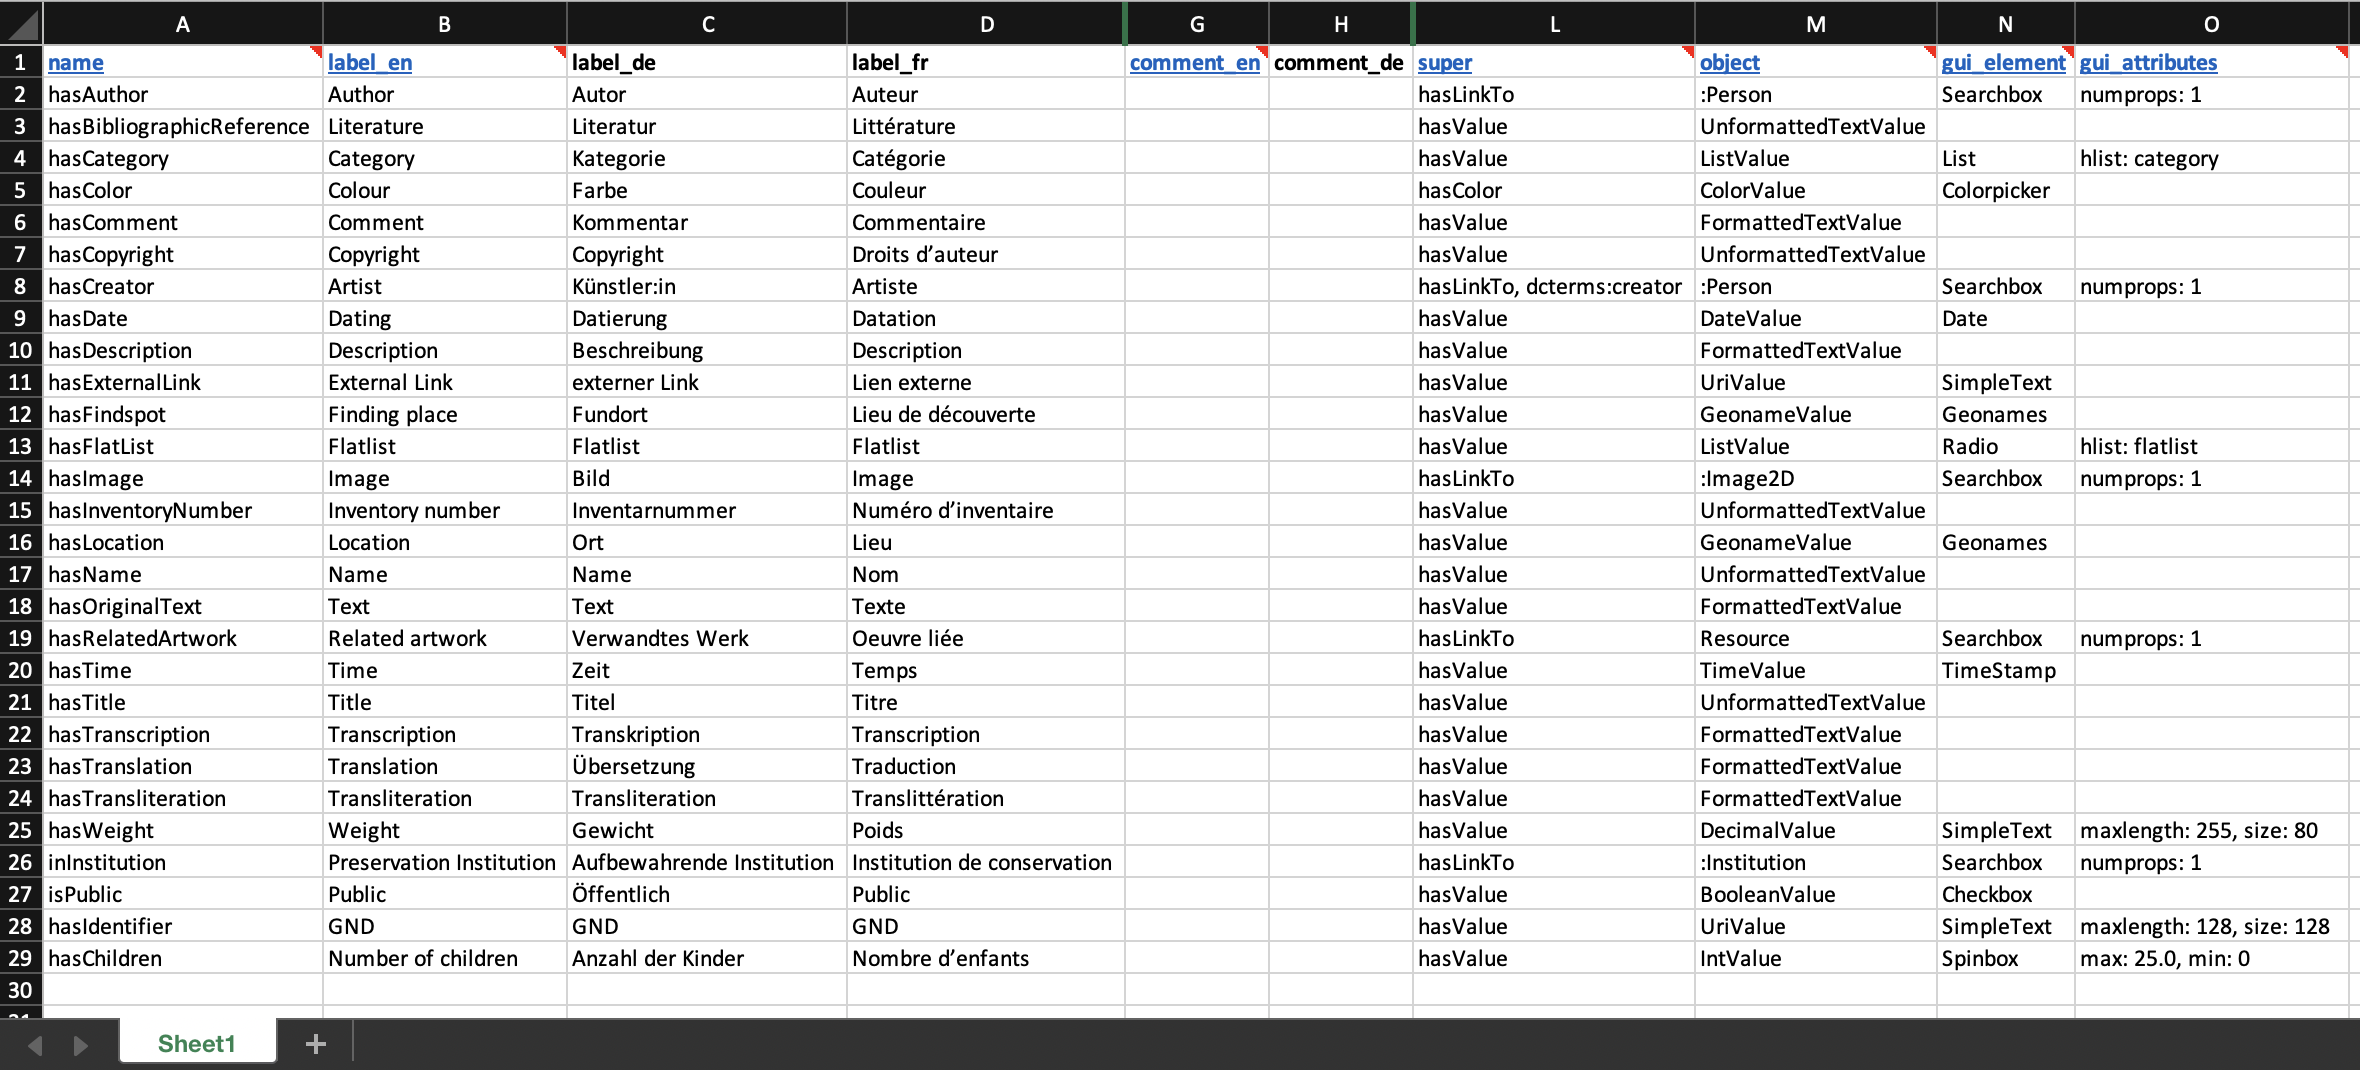 A B C D G H L M N O
1 name label_en label_de label_fr comment_en comment_de super object gui_element gui_attributes
2 hasAuthor Author Autor Auteur hasLinkTo :Person Searchbox numprops: 1
3 hasBibliographicReference Literature Literatur Littérature hasValue UnformattedTextValue
4 hasCategory Category Kategorie Catégorie hasValue ListValue List hlist: category
5 hasColor Colour Farbe Couleur hasColor ColorValue Colorpicker
6 hasComment Comment Kommentar Commentaire hasValue FormattedTextValue
7 hasCopyright Copyright Copyright Droits d’auteur hasValue UnformattedTextValue
8 hasCreator Artist Künstler:in Artiste hasLinkTo, dcterms:creator :Person Searchbox numprops: 1
9 hasDate Dating Datierung Datation hasValue DateValue Date
10 hasDescription Description Beschreibung Description hasValue FormattedTextValue
11 hasExternalLink External Link externer Link Lien externe hasValue UriValue SimpleText
12 hasFindspot Finding place Fundort Lieu de découverte hasValue GeonameValue Geonames
13 hasFlatList Flatlist Flatlist Flatlist hasValue ListValue Radio hlist: flatlist
14 hasImage Image Bild Image hasLinkTo :Image2D Searchbox numprops: 1
15 hasInventoryNumber Inventory number Inventarnummer Numéro d’inventaire hasValue UnformattedTextValue
16 hasLocation Location Ort Lieu hasValue GeonameValue Geonames
17 hasName Name Name Nom hasValue UnformattedTextValue
18 hasOriginalText Text Text Texte hasValue FormattedTextValue
19 hasRelatedArtwork Related artwork Verwandtes Werk Oeuvre liée hasLinkTo Resource Searchbox numprops: 1
20 hasTime Time Zeit Temps hasValue TimeValue TimeStamp
21 hasTitle Title Titel Titre hasValue UnformattedTextValue
22 hasTranscription Transcription Transkription Transcription hasValue FormattedTextValue
23 hasTranslation Translation Übersetzung Traduction hasValue FormattedTextValue
24 hasTransliteration Transliteration Transliteration Translittération hasValue FormattedTextValue
25 hasWeight Weight Gewicht Poids hasValue DecimalValue SimpleText maxlength: 255, size: 80
26 inInstitution Preservation Institution Aufbewahrende Institution Institution de conservation hasLinkTo :Institution Searchbox numprops: 1
27 isPublic Public Öffentlich Public hasValue BooleanValue Checkbox
28 hasIdentifier GND GND GND hasValue UriValue SimpleText maxlength: 128, size: 128
29 hasChildren Number of children Anzahl der Kinder Nombre d’enfants hasValue IntValue Spinbox max: 25.0, min: 0
30
Sheet1 +